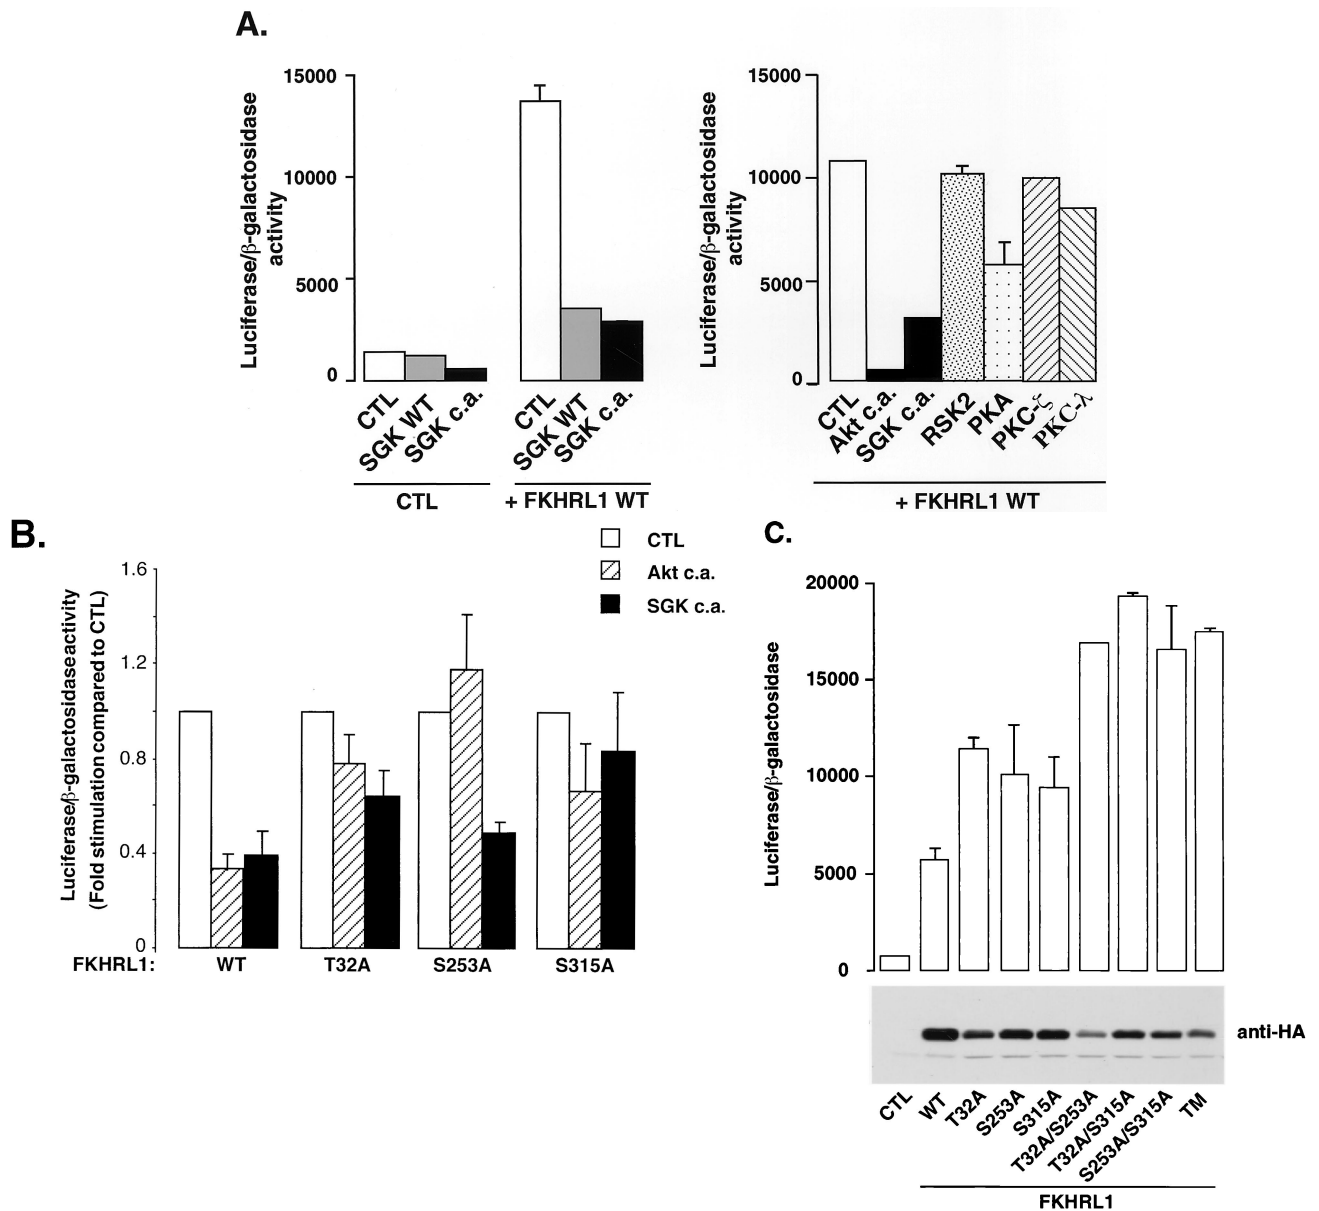 A.
Luciferase/β-galactosidase
activity
15000
10000
5000
0
CTL
SGK WT
SGK c.a.
CTL
SGK WT
SGK c.a.
CTL
+ FKHRL1 WT
Luciferase/β-galactosidase
activity
15000
10000
5000
0
CTL
Akt c.a.
SGK c.a.
RSK2
PKA
PKC-ζ
PKC-λ
+ FKHRL1 WT
B.
CTL
Akt c.a.
SGK c.a.
Luciferase/β-galactosidaseactivity
(Fold stimulation compared to CTL)
1.6
1.2
0.8
0.4
0
FKHRL1: WT T32A S253A S315A
C.
Luciferase/β-galactosidase
20000
15000
10000
5000
0
anti-HA
CTL
WT
T32A
S253A
S315A
T32A/S253A
T32A/S315A
S253A/S315A
TM
FKHRL1